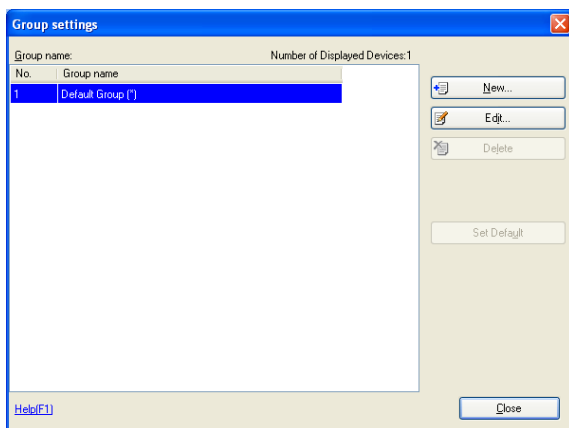 Group settings
Group name: Number of Displayed Devices:1
No. Group name
1 Default Group (*)
New...
Edit...
Delete
Set Default
Help(F1)
Close